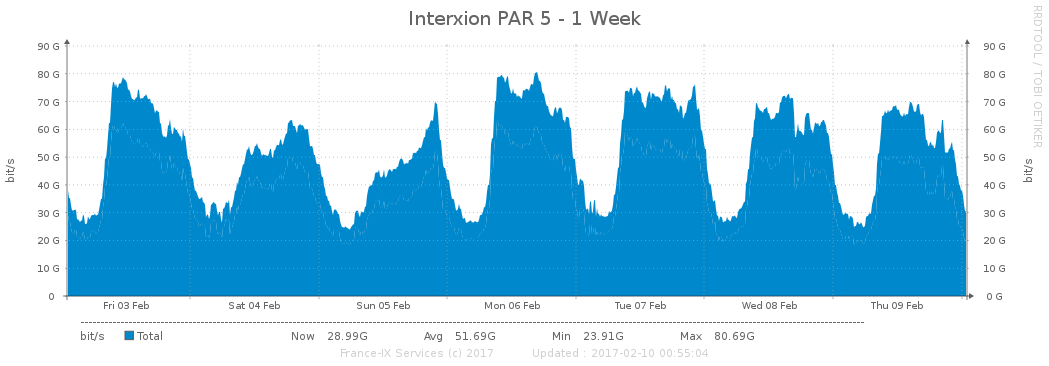 Interxion PAR 5 - 1 Week
RRDTOOL / TOBI OETIKER
bit/s
90 G 90 G
80 G 80 G
70 G 70 G
60 G 60 G
50 G 50 G
40 G 40 G
30 G 30 G
20 G 20 G
10 G 10 G
0 0 G
bit/s
Fri 03 Feb Sat 04 Feb Sun 05 Feb Mon 06 Feb Tue 07 Feb Wed 08 Feb Thu 09 Feb
bit/s Total Now 28.99G Avg 51.69G Min 23.91G Max 80.69G
France-IX Services (c) 2017 Updated : 2017-02-10 00:55:04